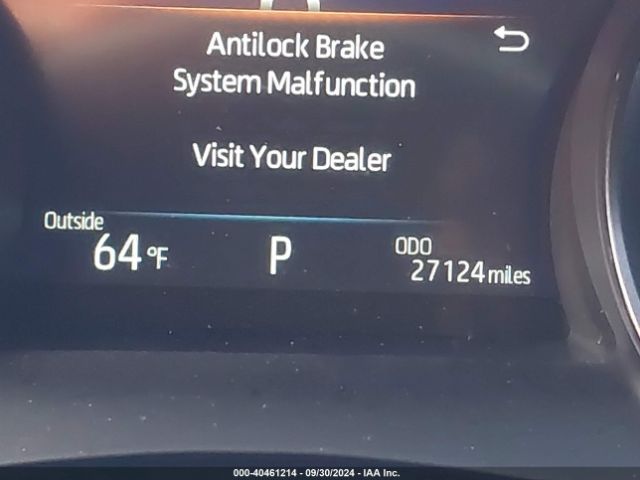 Antilock Brake
System Malfunction
Visit Your Dealer
Outside
64 °F
P
ODO
27124 miles
000-40461214 - 09/30/2024 - IAA Inc.